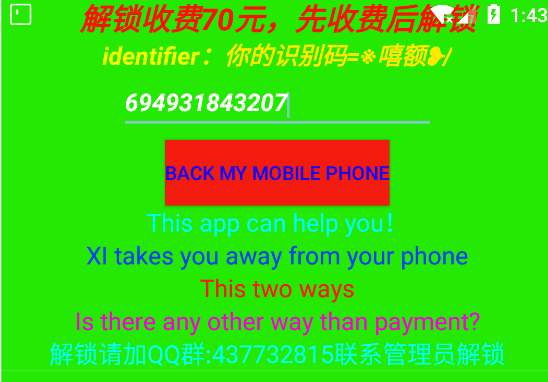 1:43
解锁收费70元，先收费后解锁
identifier：你的识别码=※嘻额❥-/
694931843207
BACK MY MOBILE PHONE
This app can help you！
XI takes you away from your phone
This two ways
Is there any other way than payment?
解锁请加QQ群:437732815联系管理员解锁